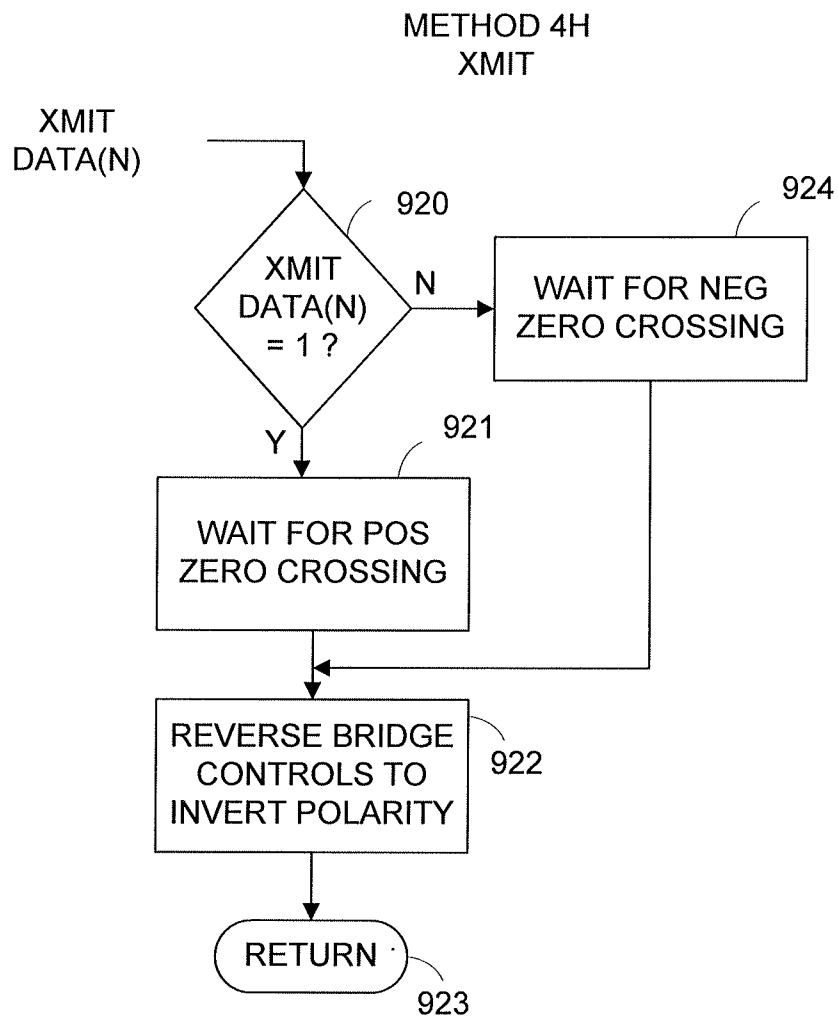 METHOD 4H
XMIT
XMIT
DATA(N)
920
924
XMIT
DATA(N)
= 1 ?
N
WAIT FOR NEG
ZERO CROSSING
Y
921
WAIT FOR POS
ZERO CROSSING
REVERSE BRIDGE
CONTROLS TO
INVERT POLARITY
922
RETURN
923